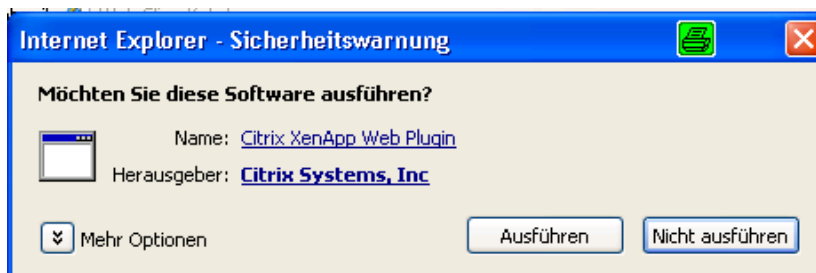 Internet Explorer - Sicherheitswarnung
Möchten Sie diese Software ausführen?
Name: Citrix XenApp Web Plugin
Herausgeber: Citrix Systems, Inc
Mehr Optionen
Ausführen
Nicht ausführen